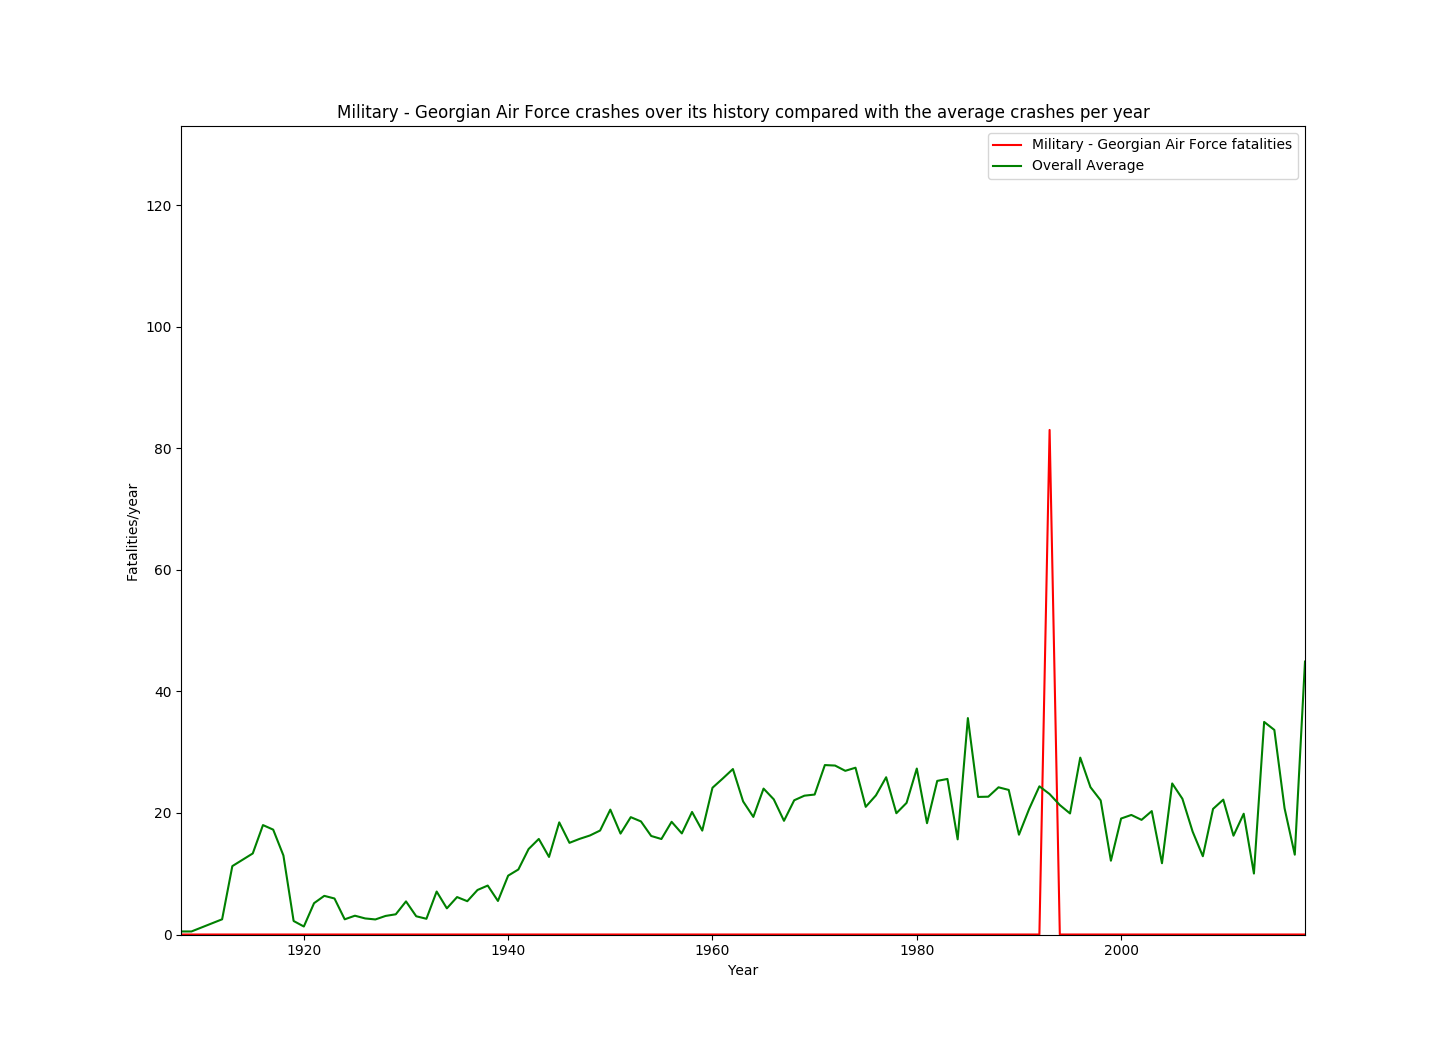 Military - Georgian Air Force crashes over its history compared with the average crashes per year
Military - Georgian Air Force fatalities
Overall Average
120
100
80
60
40
20
0
Fatalities/year
1920
1940
1960
1980
2000
Year